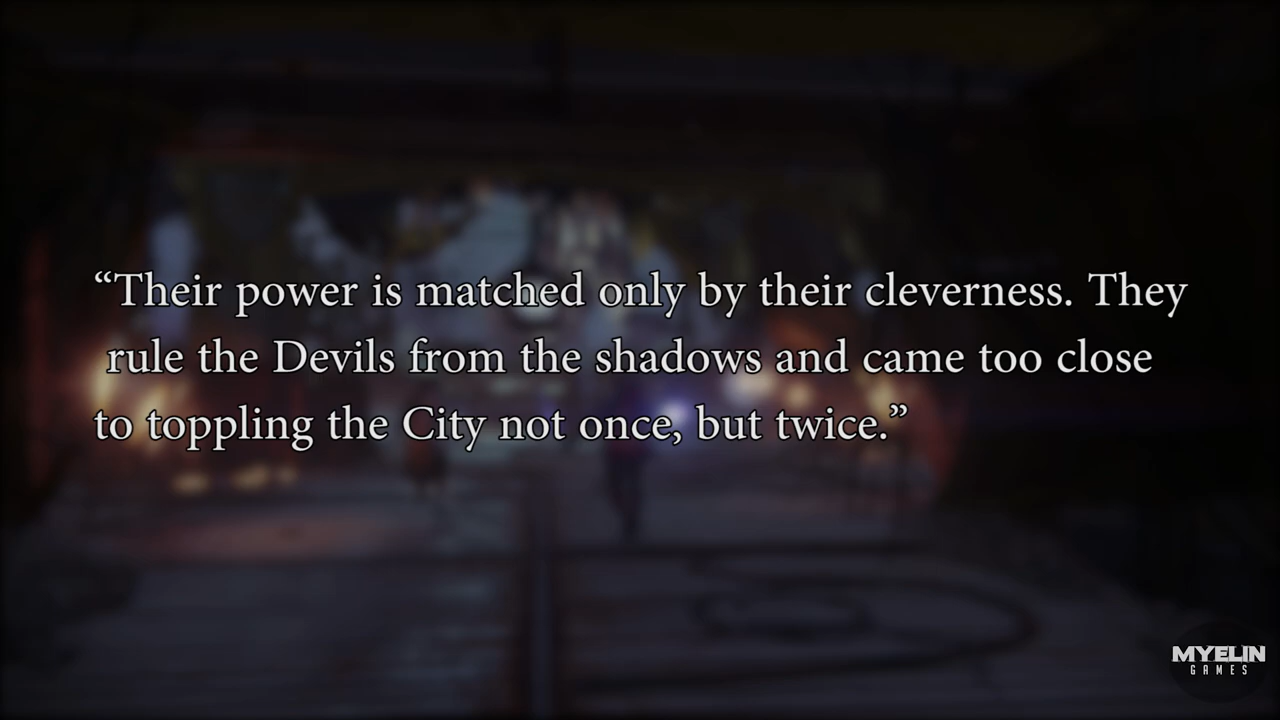 “Their power is matched only by their cleverness. They
rule the Devils from the shadows and came too close
to toppling the City not once, but twice.”
MYELIN
GAMES